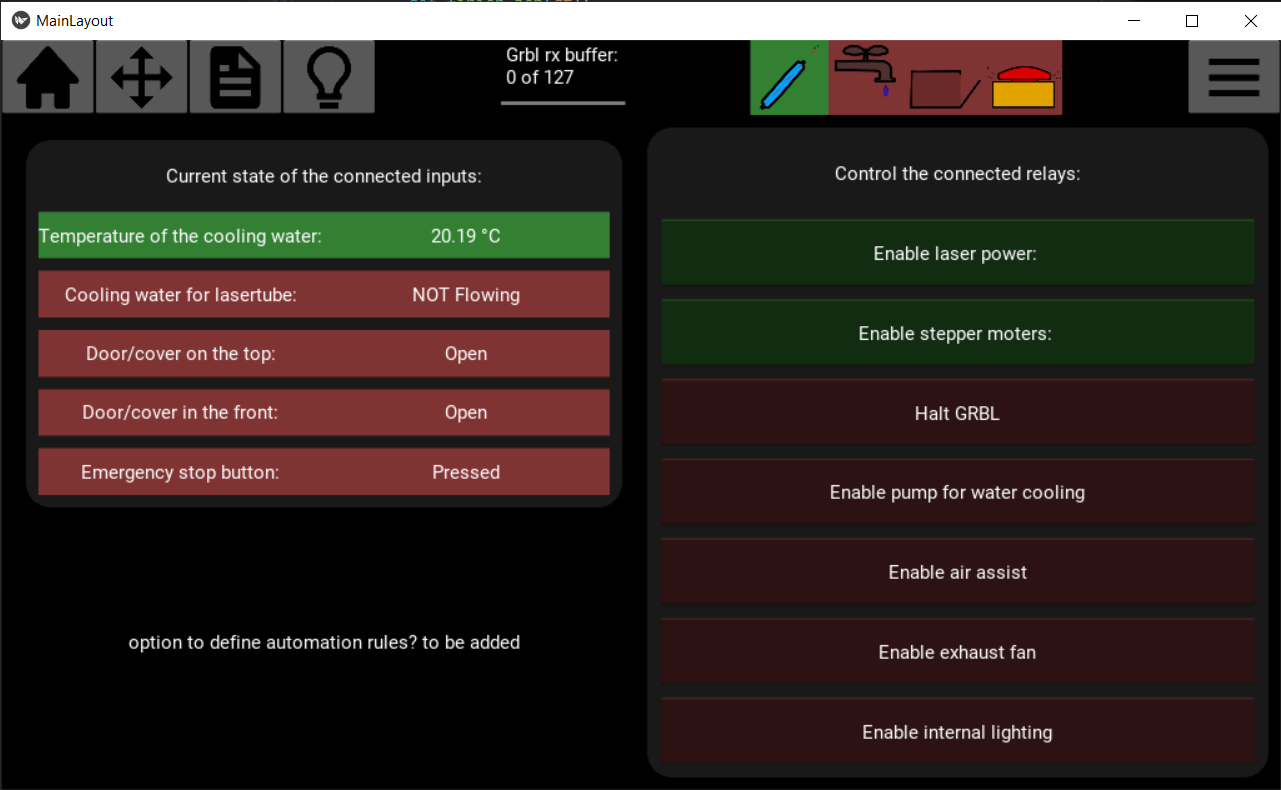 MainLayout
Grbl rx buffer:
0 of 127
Current state of the connected inputs:
Temperature of the cooling water: 20.19 °C
Cooling water for lasertube: NOT Flowing
Door/cover on the top: Open
Door/cover in the front: Open
Emergency stop button: Pressed
option to define automation rules? to be added
Control the connected relays:
Enable laser power:
Enable stepper moters:
Halt GRBL
Enable pump for water cooling
Enable air assist
Enable exhaust fan
Enable internal lighting